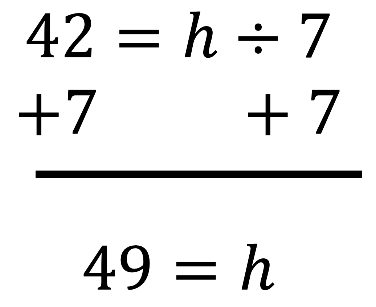 42 = h ÷ 7
+7 + 7
49 = h